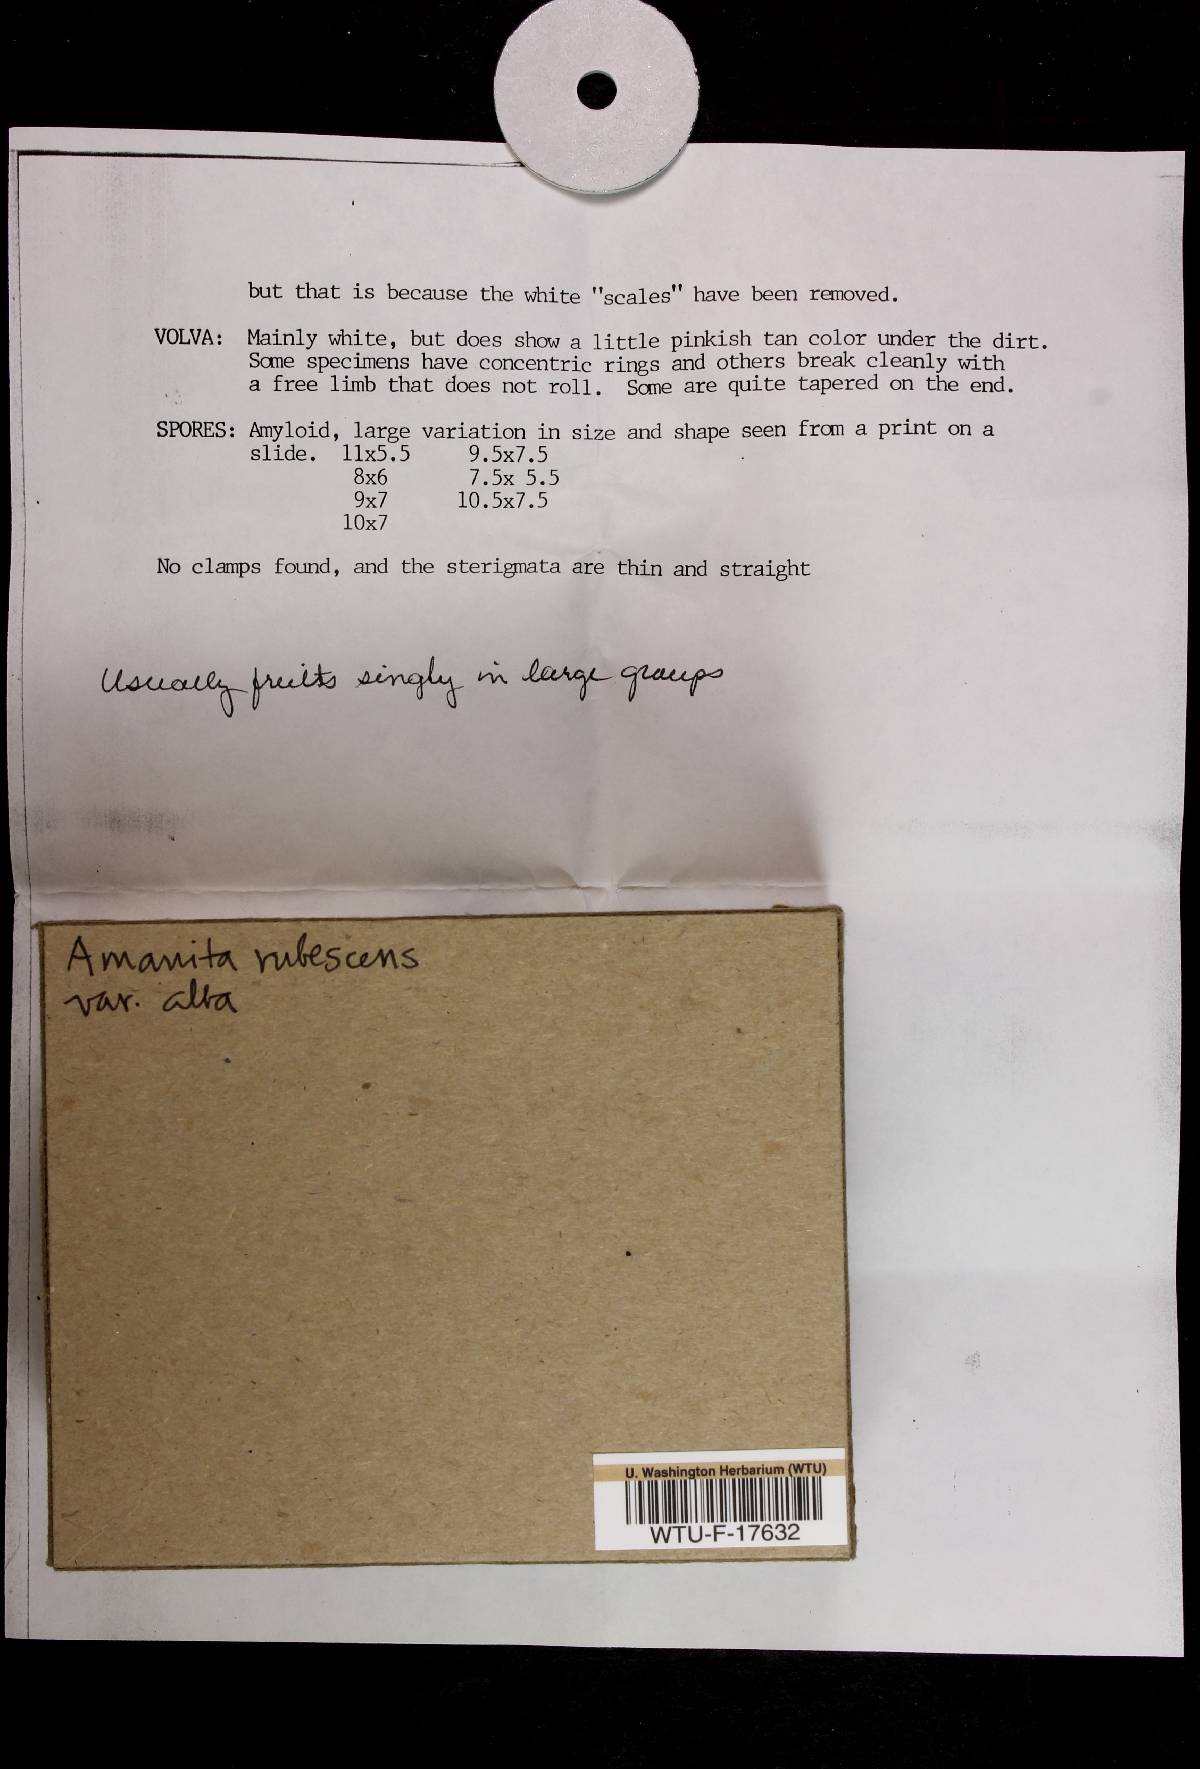 but that is because the white "scales" have been removed.
VOLVA: Mainly white, but does show a little pinkish tan color under the dirt.
Some specimens have concentric rings and others break cleanly with
a free limb that does not roll. Some are quite tapered on the end.
SPORES: Amyloid, large variation in size and shape seen from a print on a
slide. 11x5.5 9.5x7.5
8x6 7.5x 5.5
9x7 10.5x7.5
10x7
No clamps found, and the sterigmata are thin and straight
Usually fruits singly in large groups
Amanita rubescens
var. alba
U. Washington Herbarium (WTU)
WTU-F-17632